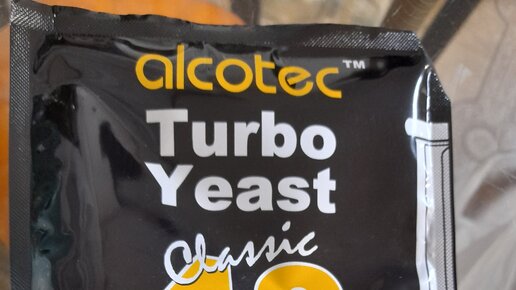 alcotec™
Turbo
Yeast
Classic